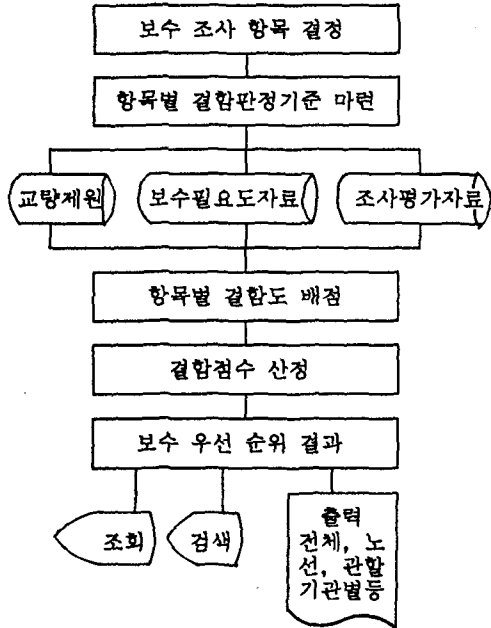 보수 조사 항목 결정
항목별 결함판정기준 마련
교량제원
보수필요도자료
조사평가자료
항목별 결함도 배점
결함점수 산정
보수 우선 순위 결과
조회
검색
출력
전체, 노
선, 관할
기관별등